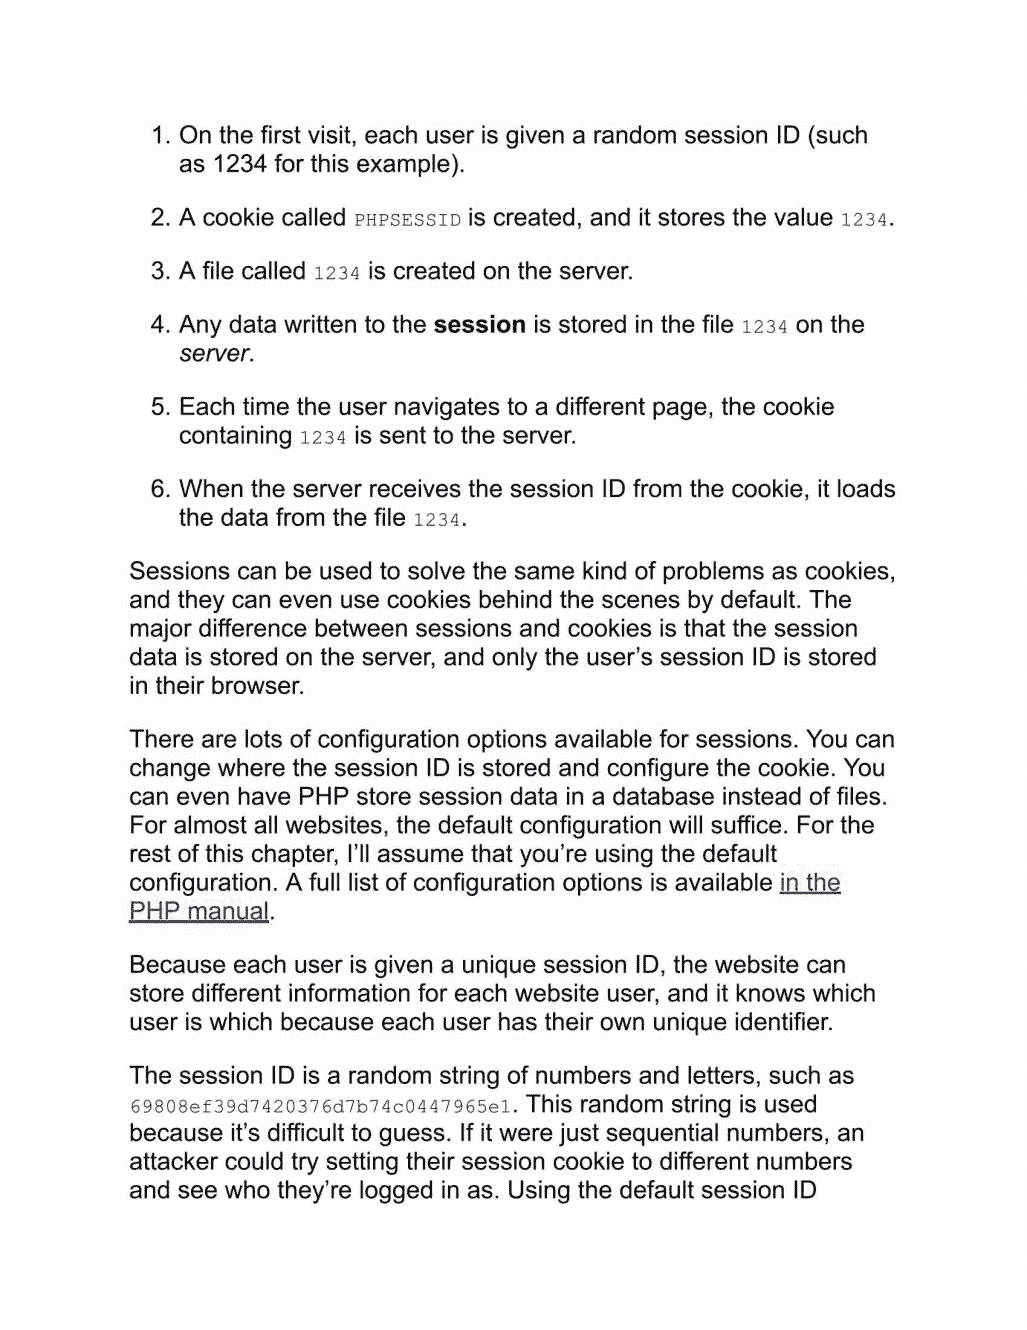 1. On the first visit, each user is given a random session ID (such
as 1234 for this example).
2. A cookie called PHPSESSID is created, and it stores the value 1234.
3. A file called 1234 is created on the server.
4. Any data written to the session is stored in the file 1234 on the
server.
5. Each time the user navigates to a different page, the cookie
containing 1234 is sent to the server.
6. When the server receives the session ID from the cookie, it loads
the data from the file 1234.
Sessions can be used to solve the same kind of problems as cookies,
and they can even use cookies behind the scenes by default. The
major difference between sessions and cookies is that the session
data is stored on the server, and only the user’s session ID is stored
in their browser.
There are lots of configuration options available for sessions. You can
change where the session ID is stored and configure the cookie. You
can even have PHP store session data in a database instead of files.
For almost all websites, the default configuration will suffice. For the
rest of this chapter, I’ll assume that you’re using the default
configuration. A full list of configuration options is available in the
PHP manual.
Because each user is given a unique session ID, the website can
store different information for each website user, and it knows which
user is which because each user has their own unique identifier.
The session ID is a random string of numbers and letters, such as
69808ef39d7420376d7b74c0447965e1. This random string is used
because it’s difficult to guess. If it were just sequential numbers, an
attacker could try setting their session cookie to different numbers
and see who they’re logged in as. Using the default session ID